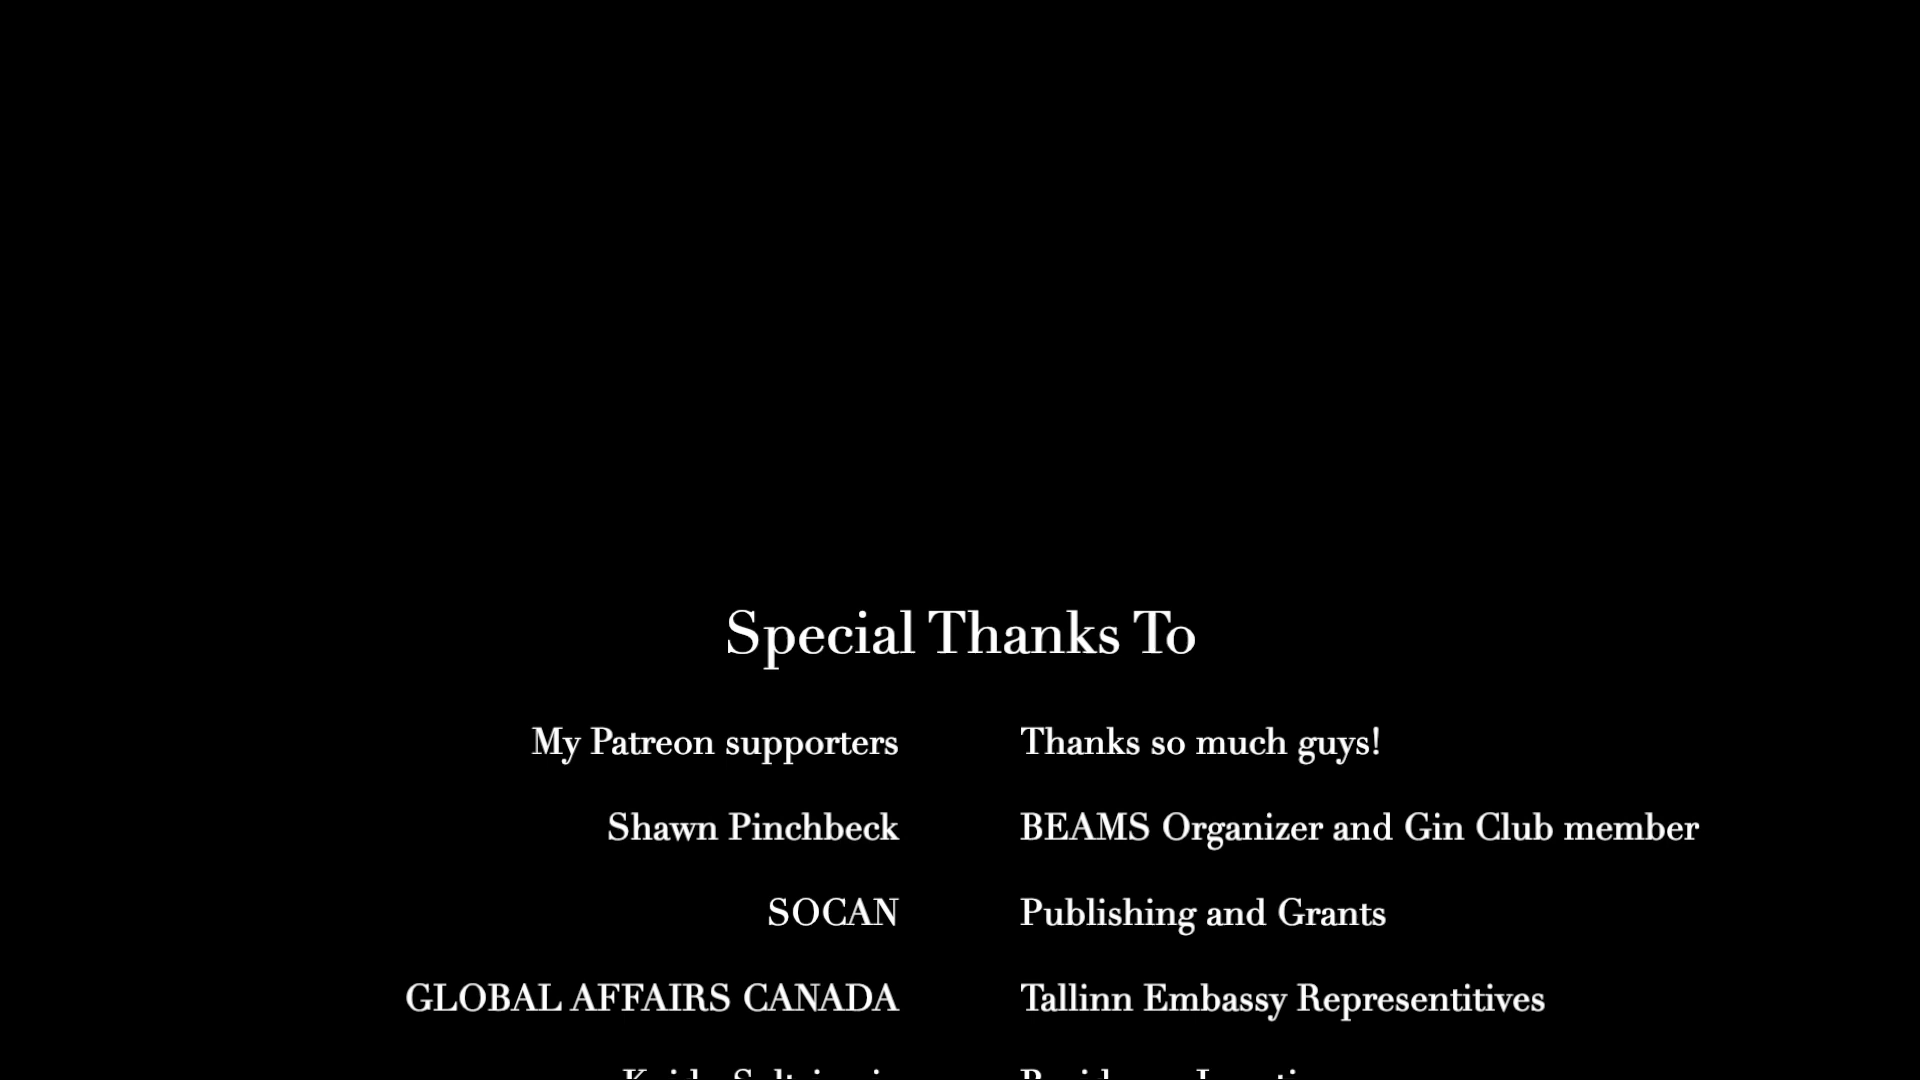 Special Thanks To
My Patreon supporters Thanks so much guys!
Shawn Pinchbeck BEAMS Organizer and Gin Club member
SOCAN Publishing and Grants
GLOBAL AFFAIRS CANADA Tallinn Embassy Representitives